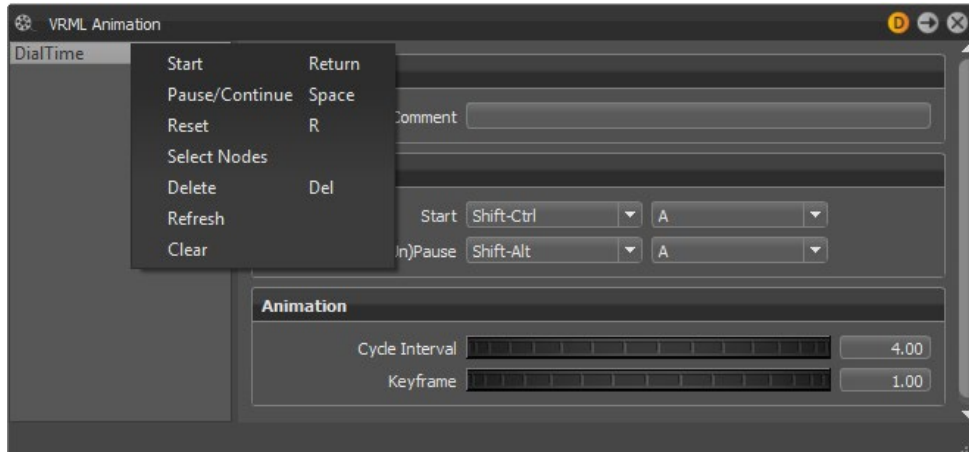 VRML Animation D
DialTime
Start Return
Pause/Continue Space
Reset R
Select Nodes
Delete Del
Refresh
Clear
Comment
Start Shift-Ctrl A
n)Pause Shift-Alt A
Animation
Cycle Interval 4.00
Keyframe 1.00